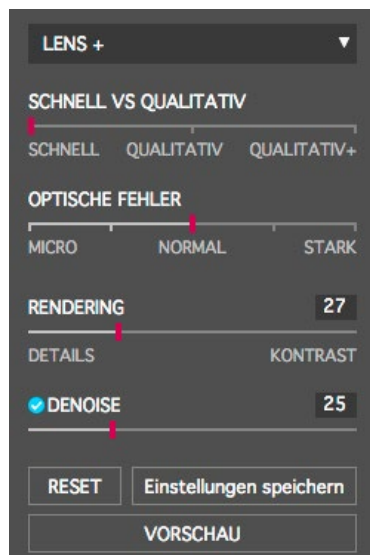 LENS +
SCHNELL VS QUALITATIV
SCHNELL QUALITATIV QUALITATIV+
OPTISCHE FEHLER
MICRO NORMAL STARK
RENDERING 27
DETAILS KONTRAST
DENOISE 25
RESET Einstellungen speichern
VORSCHAU